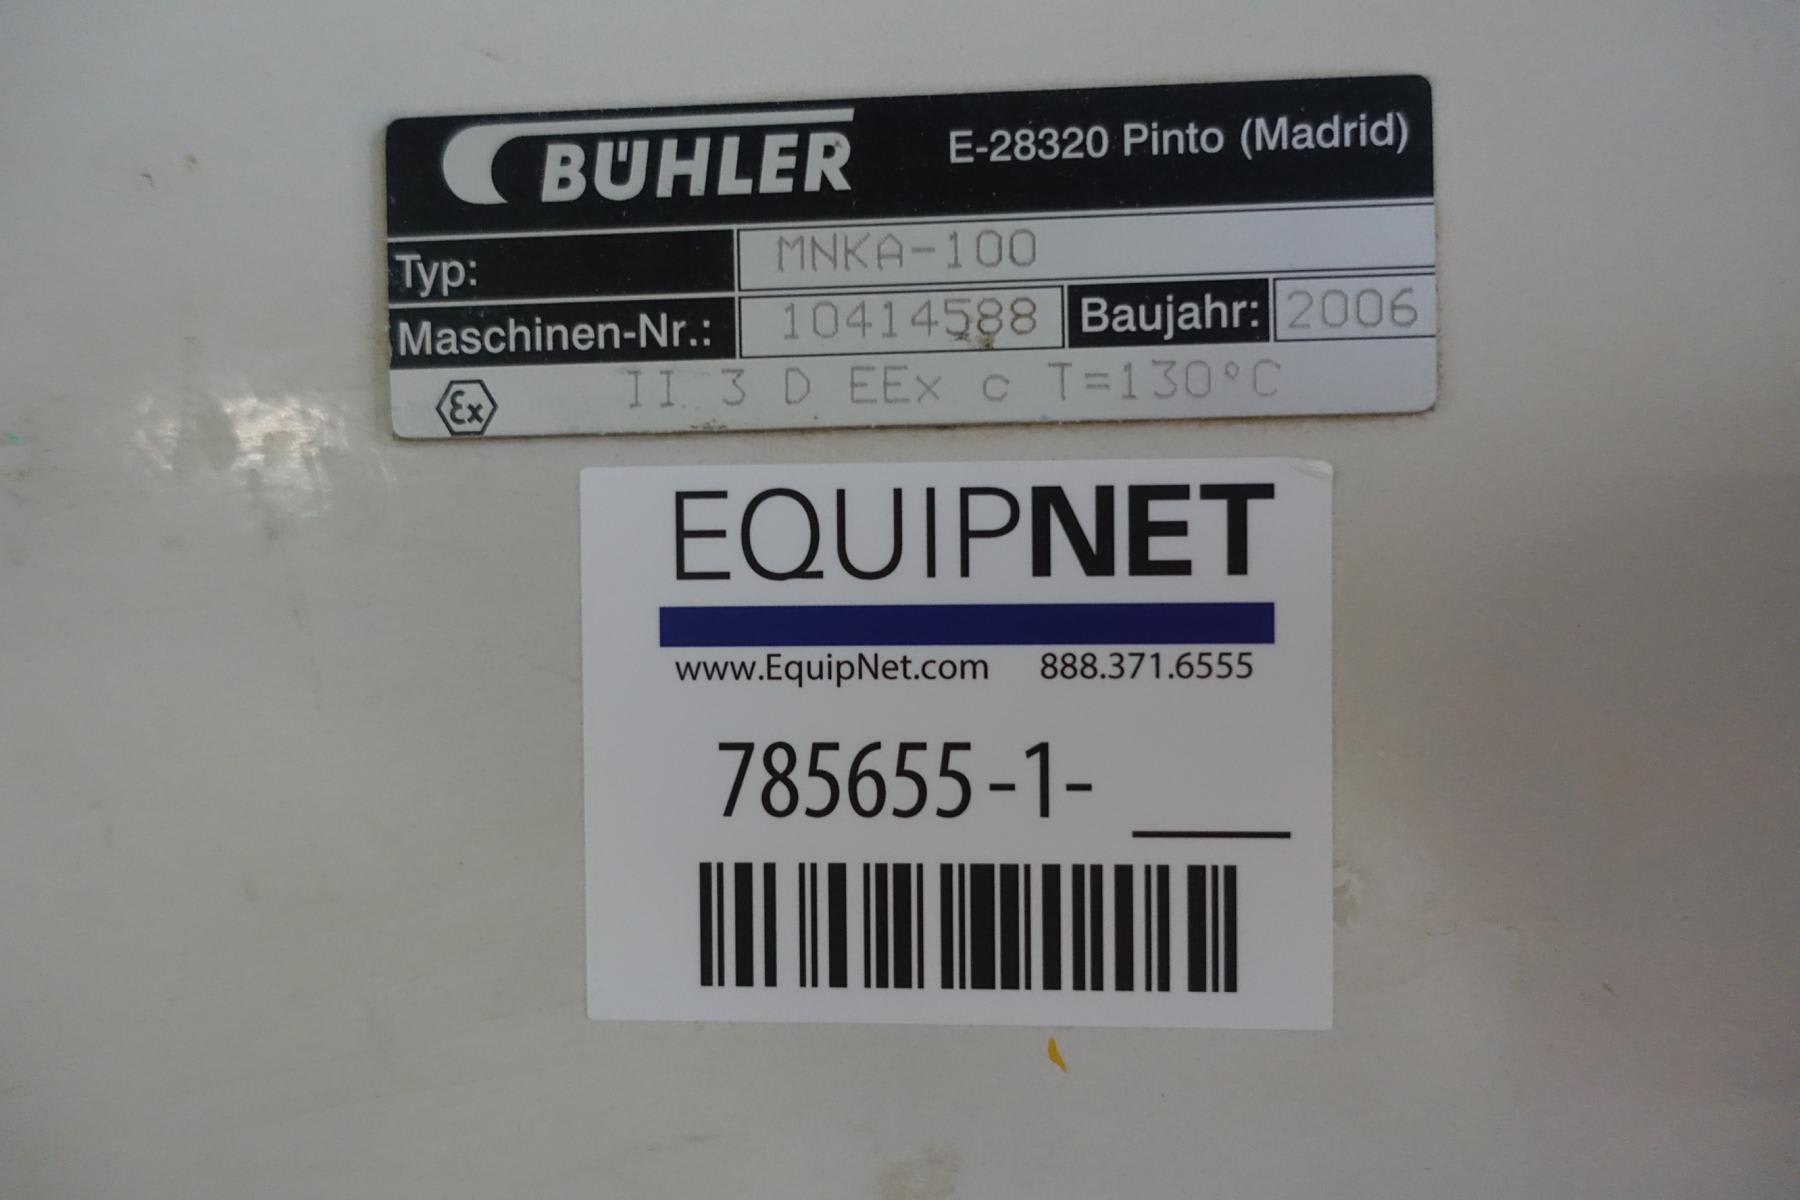 BÜHLER E-28320 Pinto (Madrid)
Typ: MNKA-100
Maschinen-Nr.: 10414588 Baujahr: 2006
Ex II 3 D EEx c T=130°C
EQUIPNET
www.EquipNet.com 888.371.6555
785655-1-